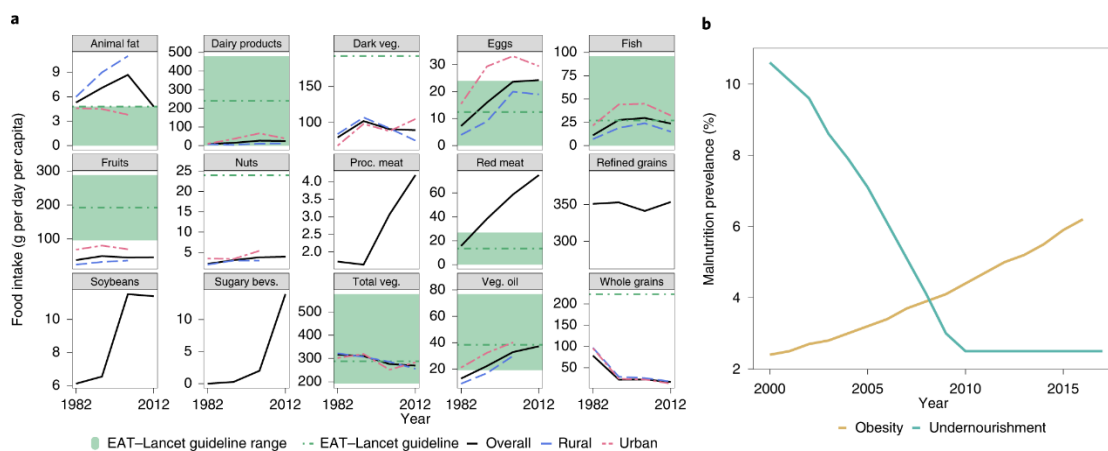 a
Food intake (g per day per capita)
Animal fat
9
6
3
0
Dairy products
500
400
300
200
100
0
Dark veg.
150
100
Eggs
30
20
10
0
Fish
100
75
50
25
0
Fruits
300
200
100
Nuts
25
20
15
10
5
Proc. meat
4.0
3.5
3.0
2.5
2.0
Red meat
60
40
20
0
Refined grains
350
300
Soybeans
10
8
6
1982 2012
Sugary bevs.
10
5
0
1982 2012
Total veg.
500
400
300
200
1982 2012
Veg. oil
80
60
40
20
1982 2012
Whole grains
200
150
100
50
1982 2012
Year
EAT–Lancet guideline range EAT–Lancet guideline Overall Rural Urban
b
Malnutrition prevelance (%)
10
8
6
4
2
2000 2005 2010 2015
Year
Obesity Undernourishment